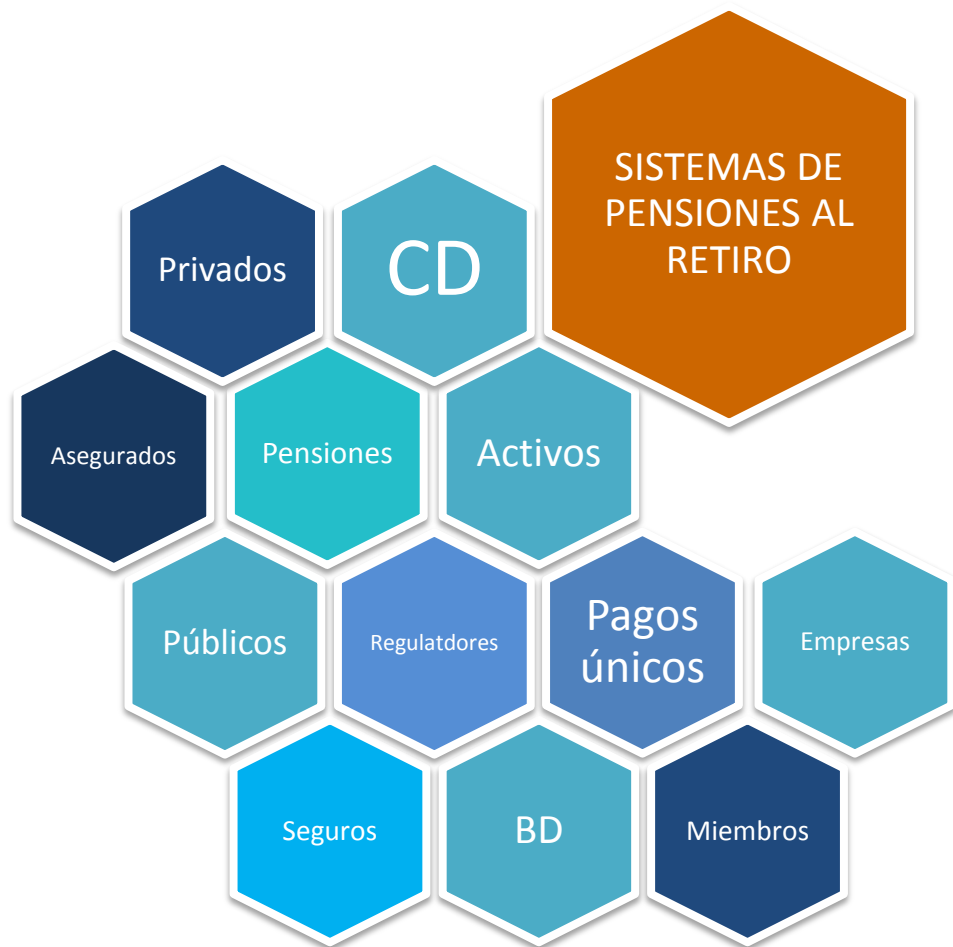 SISTEMAS DE
PENSIONES AL
RETIRO
Privados
CD
Asegurados
Pensiones
Activos
Públicos
Regulatdores
Pagos
únicos
Empresas
Seguros
BD
Miembros